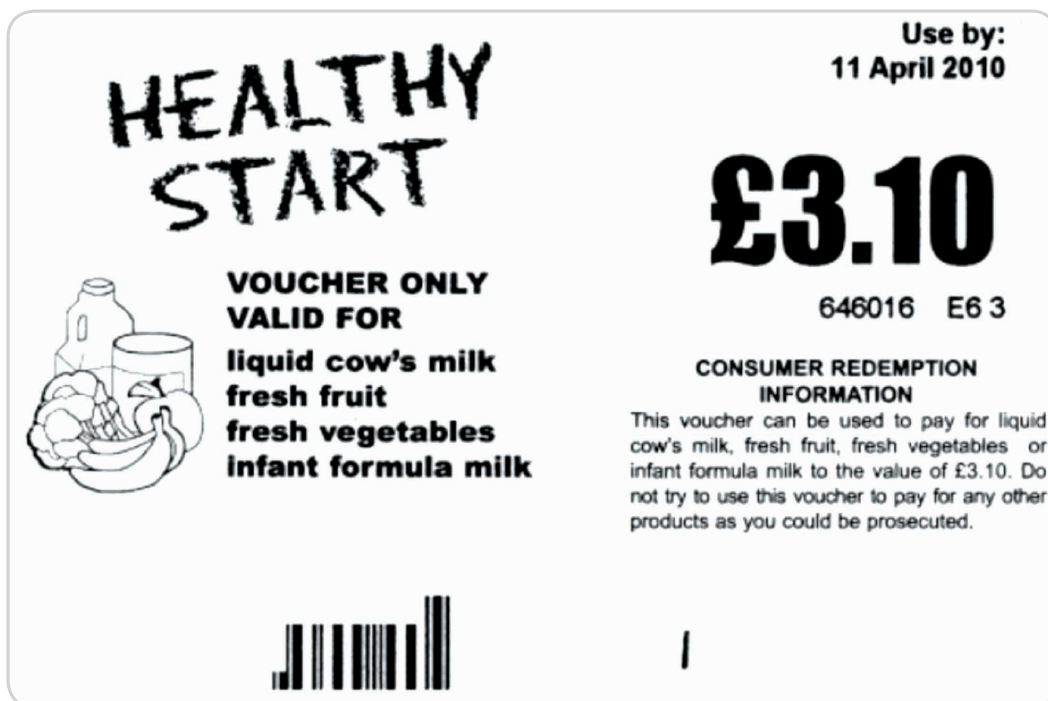 HEALTHY
START
Use by:
11 April 2010
£3.10
646016 E6 3
VOUCHER ONLY
VALID FOR
liquid cow's milk
fresh fruit
fresh vegetables
infant formula milk
CONSUMER REDEMPTION
INFORMATION
This voucher can be used to pay for liquid
cow's milk, fresh fruit, fresh vegetables or
infant formula milk to the value of £3.10. Do
not try to use this voucher to pay for any other
products as you could be prosecuted.